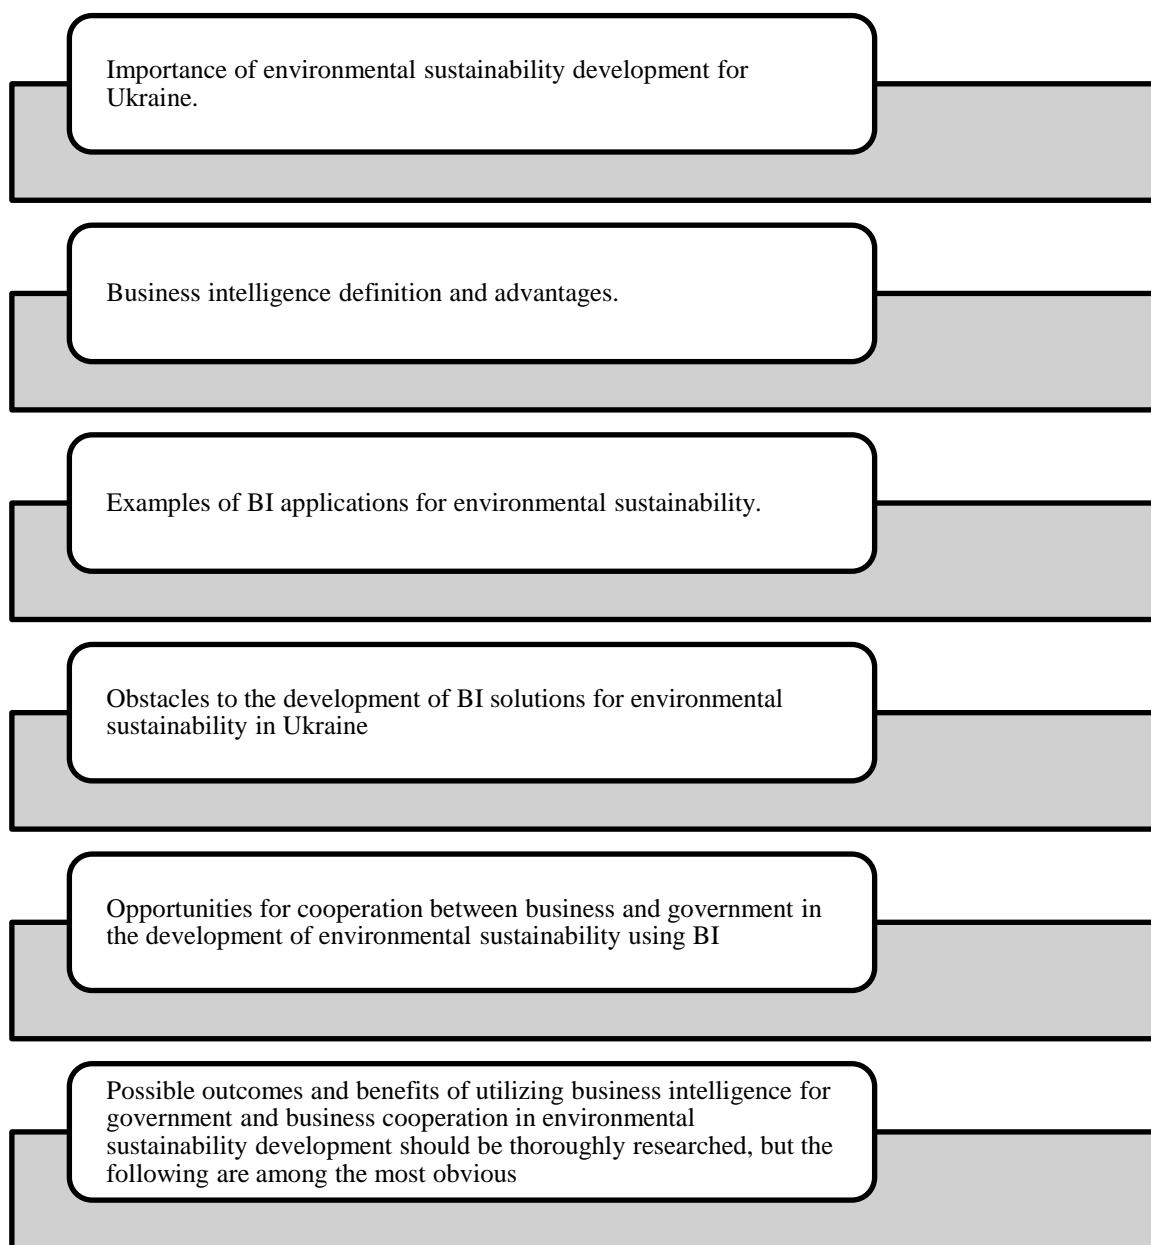 Importance of environmental sustainability development for
Ukraine.
Business intelligence definition and advantages.
Examples of BI applications for environmental sustainability.
Obstacles to the development of BI solutions for environmental
sustainability in Ukraine
Opportunities for cooperation between business and government in
the development of environmental sustainability using BI
Possible outcomes and benefits of utilizing business intelligence for
government and business cooperation in environmental
sustainability development should be thoroughly researched, but the
following are among the most obvious